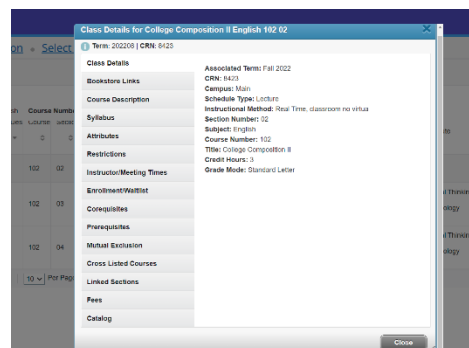 Class Details for College Composition II English 102 02
on
Select
Term: 202208 | CRN: 8423
Class Details
Bookstore Links
Course Description
Syllabus
Attributes
Restrictions
Instructor/Meeting Times
Enrollment/Waitlist
Corequisites
Prerequisites
Mutual Exclusion
Cross Listed Courses
Linked Sections
Fees
Catalog
Associated Term: Fall 2022
CRN: 8423
Campus: Main
Schedule Type: Lecture
Instructional Method: Real Time, classroom no virtua
Section Number: 02
Subject: English
Course Number: 102
Title: College Composition II
Credit Hours: 3
Grade Mode: Standard Letter
Course Numb
102 02
102 03
102 04
10 Per Pag
Close